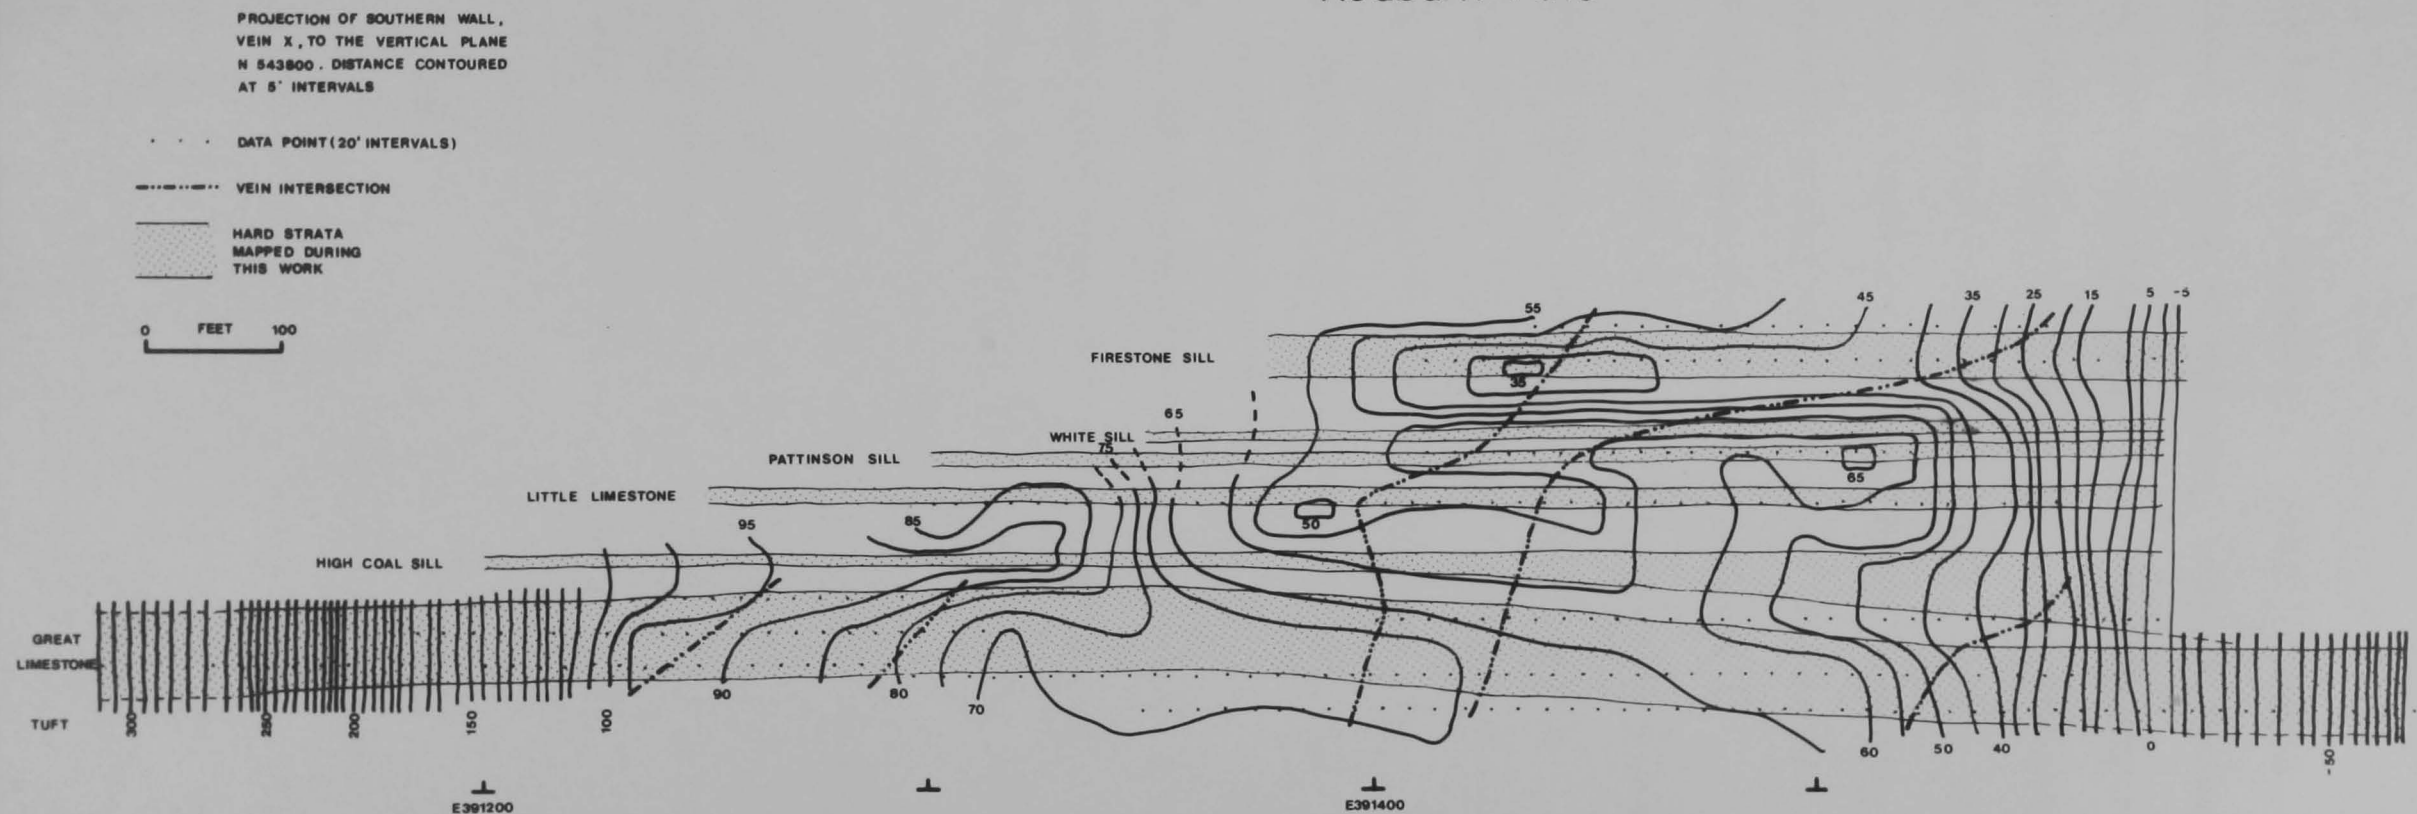 PROJECTION OF SOUTHERN WALL,
VEIN X, TO THE VERTICAL PLANE
N 543800. DISTANCE CONTOURED
AT 5' INTERVALS
DATA POINT (20' INTERVALS)
VEIN INTERSECTION
HARD STRATA
MAPPED DURING
THIS WORK
0 FEET 100
55 45 35 25 15 5 -5
FIRESTONE SILL
35
65
WHITE SILL
75
PATTINSON SILL
65
LITTLE LIMESTONE
50
95 85
HIGH COAL SILL
GREAT
LIMESTONE
90 80 70
TUFT
300 250 200 150 100
60 50 40 0 -50
E391200 E391400